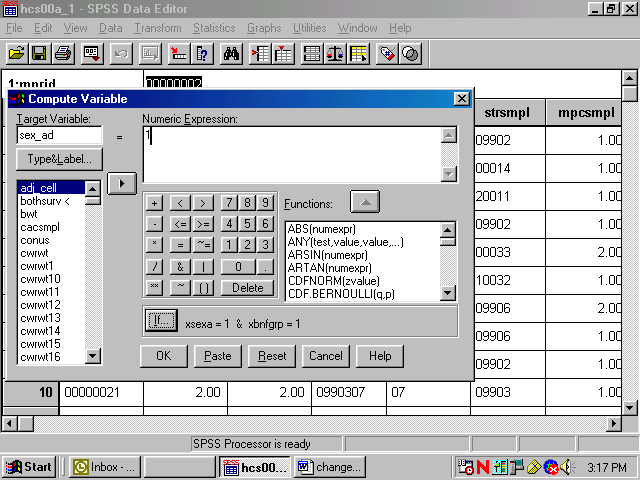 hcs00a_1 - SPSS Data Editor
File Edit View Data Transform Statistics Graphs Utilities Window Help
1:mprid 00000002
Compute Variable
Target Variable: Numeric Expression:
sex_ad = 1
Type&Label...
adj_cell
bothsurv <
bwt
cacsmpl
conus
cwrwt
cwrwt1
cwrwt10
cwrwt11
cwrwt12
cwrwt13
cwrwt14
cwrwt15
cwrwt16
+ < > 7 8 9
- <= >= 4 5 6
* = ~= 1 2 3
/ & | 0 .
** ~ () Delete
Functions:
ABS(numexpr)
ANY(test,value,value,...)
ARSIN(numexpr)
ARTAN(numexpr)
CDFNORM(zvalue)
CDF.BERNOULLI(q,p)
If... xsexa = 1 & xbnfgrp = 1
OK Paste Reset Cancel Help
strsmpl mpcsmpl
09902 1.00
00014 1.00
20011 1.00
00033 2.00
10032 1.00
09906 2.00
09906 1.00
09902 1.00
10 00000021 2.00 2.00 0990307 07 09903 1.00
SPSS Processor is ready
Start Inbox - ... hcs00... change... 3:17 PM